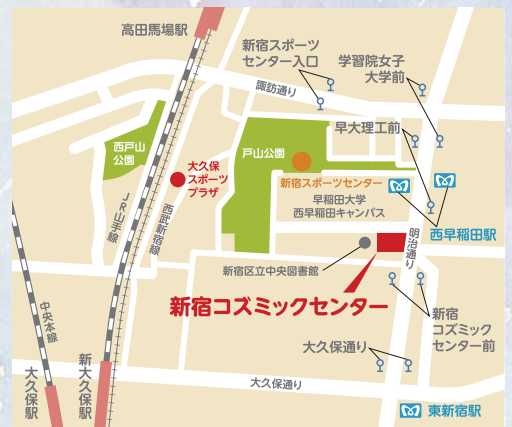 高田馬場駅
新宿スポーツ
センター入口
学習院女子
大学前
諏訪通り
早大理工前
西戸山
公園
戸山公園
大久保
スポーツ
プラザ
新宿スポーツセンター
早稲田大学
西早稲田キャンパス
西早稲田駅
JR山手線
西武新宿線
明治通り
新宿区立中央図書館
新宿コズミックセンター
中央本線
新宿
コズミック
センター前
大久保通り
大久保通り
大久保駅
新大久保駅
東新宿駅